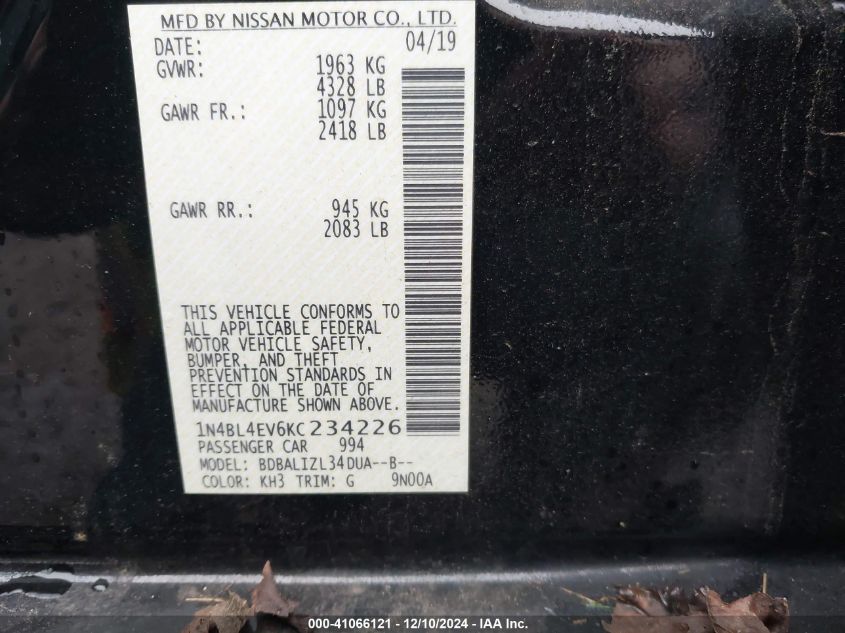 MFD BY NISSAN MOTOR CO., LTD.
DATE: 04/19
GVWR: 1963 KG
4328 LB
GAWR FR.: 1097 KG
2418 LB
GAWR RR.: 945 KG
2083 LB
THIS VEHICLE CONFORMS TO
ALL APPLICABLE FEDERAL
MOTOR VEHICLE SAFETY,
BUMPER, AND THEFT
PREVENTION STANDARDS IN
EFFECT ON THE DATE OF
MANUFACTURE SHOWN ABOVE.
1N4BL4EV6KC234226
PASSENGER CAR 994
MODEL: BDBALIZL34DUA--B--
COLOR: KH3 TRIM: G 9N00A
000-41066121 - 12/10/2024 - IAA Inc.